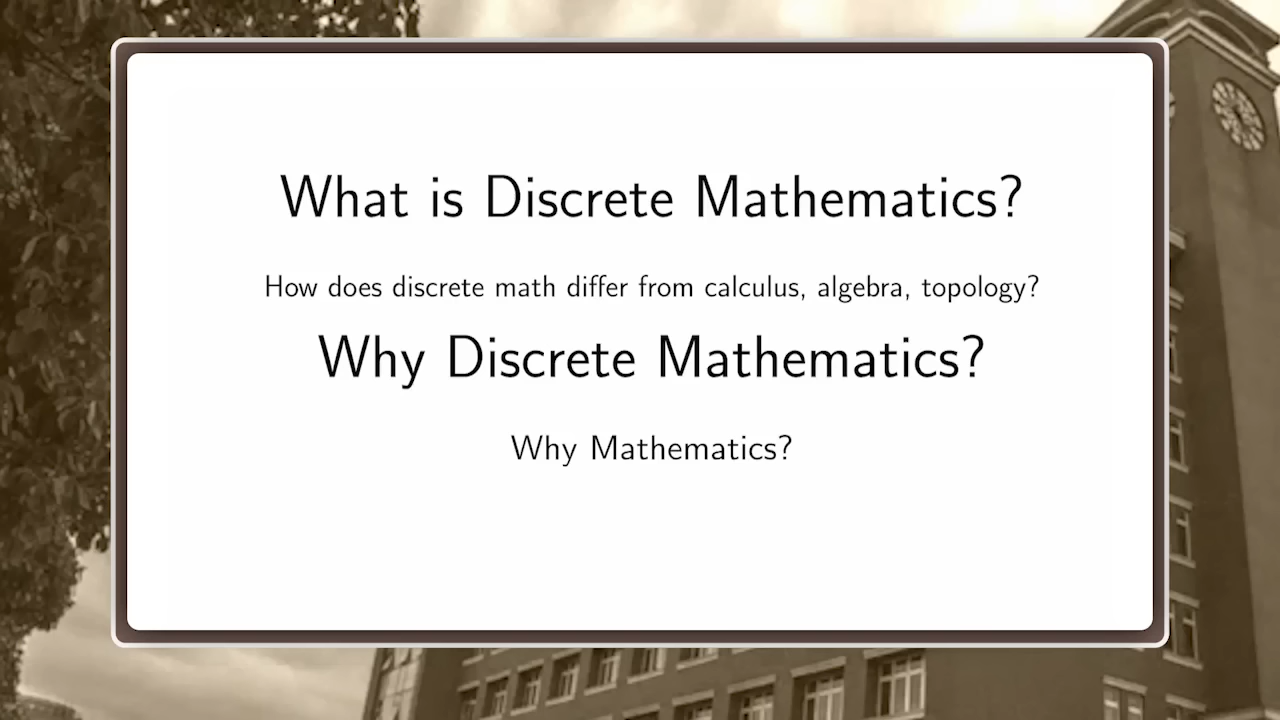 What is Discrete Mathematics?
How does discrete math differ from calculus, algebra, topology?
Why Discrete Mathematics?
Why Mathematics?